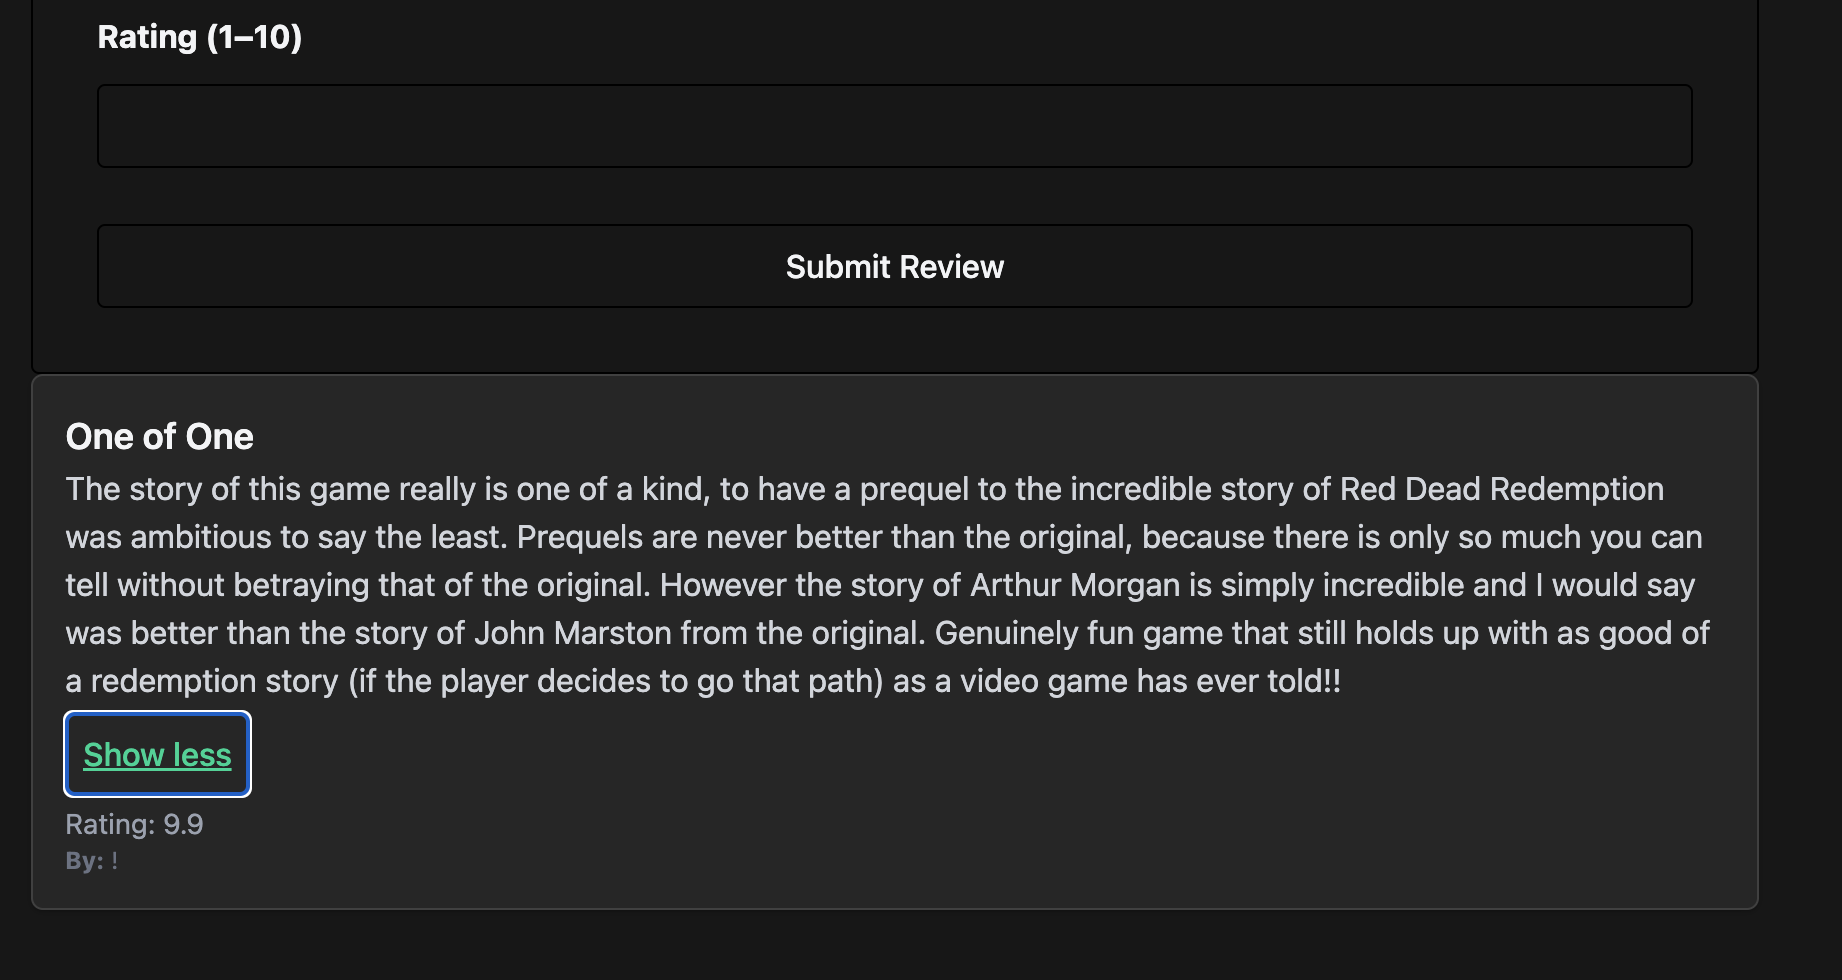 Rating (1–10)
Submit Review
One of One
The story of this game really is one of a kind, to have a prequel to the incredible story of Red Dead Redemption
was ambitious to say the least. Prequels are never better than the original, because there is only so much you can
tell without betraying that of the original. However the story of Arthur Morgan is simply incredible and I would say
was better than the story of John Marston from the original. Genuinely fun game that still holds up with as good of
a redemption story (if the player decides to go that path) as a video game has ever told!!
Show less
Rating: 9.9
By: !